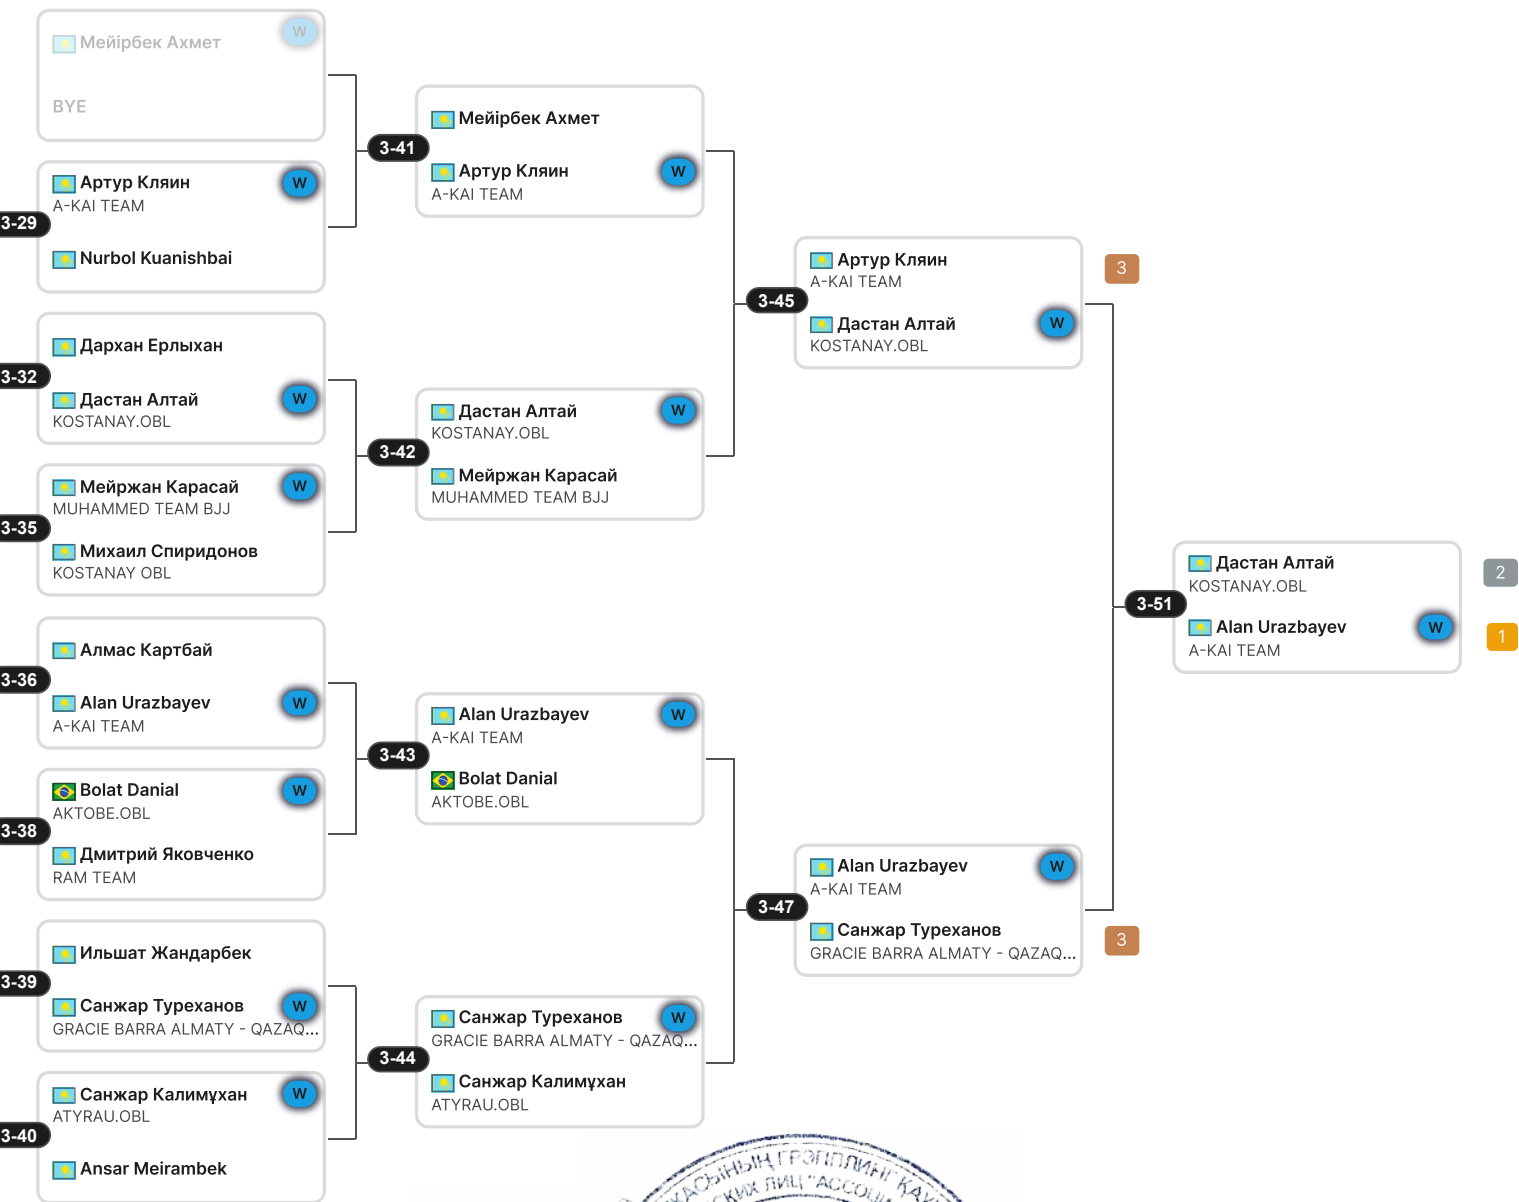 Мейірбек Ахмет
W
BYE
3-29
Артур Кляин
W
A-KAI TEAM
Nurbol Kuanishbai
3-32
Дархан Ерлыхан
Дастан Алтай
W
KOSTANAY.OBL
3-35
Мейржан Карасай
W
MUHAMMED TEAM BJJ
Михаил Спиридонов
KOSTANAY OBL
3-36
Алмас Картбай
Alan Urazbayev
W
A-KAI TEAM
3-38
Bolat Danial
W
AKTOBE.OBL
Дмитрий Яковченко
RAM TEAM
3-39
Ильшат Жандарбек
Санжар Туреханов
W
GRACIE BARRA ALMATY - QAZAQ...
3-40
Санжар Калимұхан
W
ATYRAU.OBL
Ansar Meirambek
3-41
Мейірбек Ахмет
Артур Кляин
W
A-KAI TEAM
3-42
Дастан Алтай
W
KOSTANAY.OBL
Мейржан Карасай
MUHAMMED TEAM BJJ
3-43
Alan Urazbayev
W
A-KAI TEAM
Bolat Danial
AKTOBE.OBL
3-44
Санжар Туреханов
W
GRACIE BARRA ALMATY - QAZAQ...
Санжар Калимұхан
ATYRAU.OBL
3-45
Артур Кляин
3
A-KAI TEAM
Дастан Алтай
W
KOSTANAY.OBL
3-47
Alan Urazbayev
W
A-KAI TEAM
Санжар Туреханов
3
GRACIE BARRA ALMATY - QAZAQ...
3-51
Дастан Алтай
2
KOSTANAY.OBL
Alan Urazbayev
W
1
A-KAI TEAM